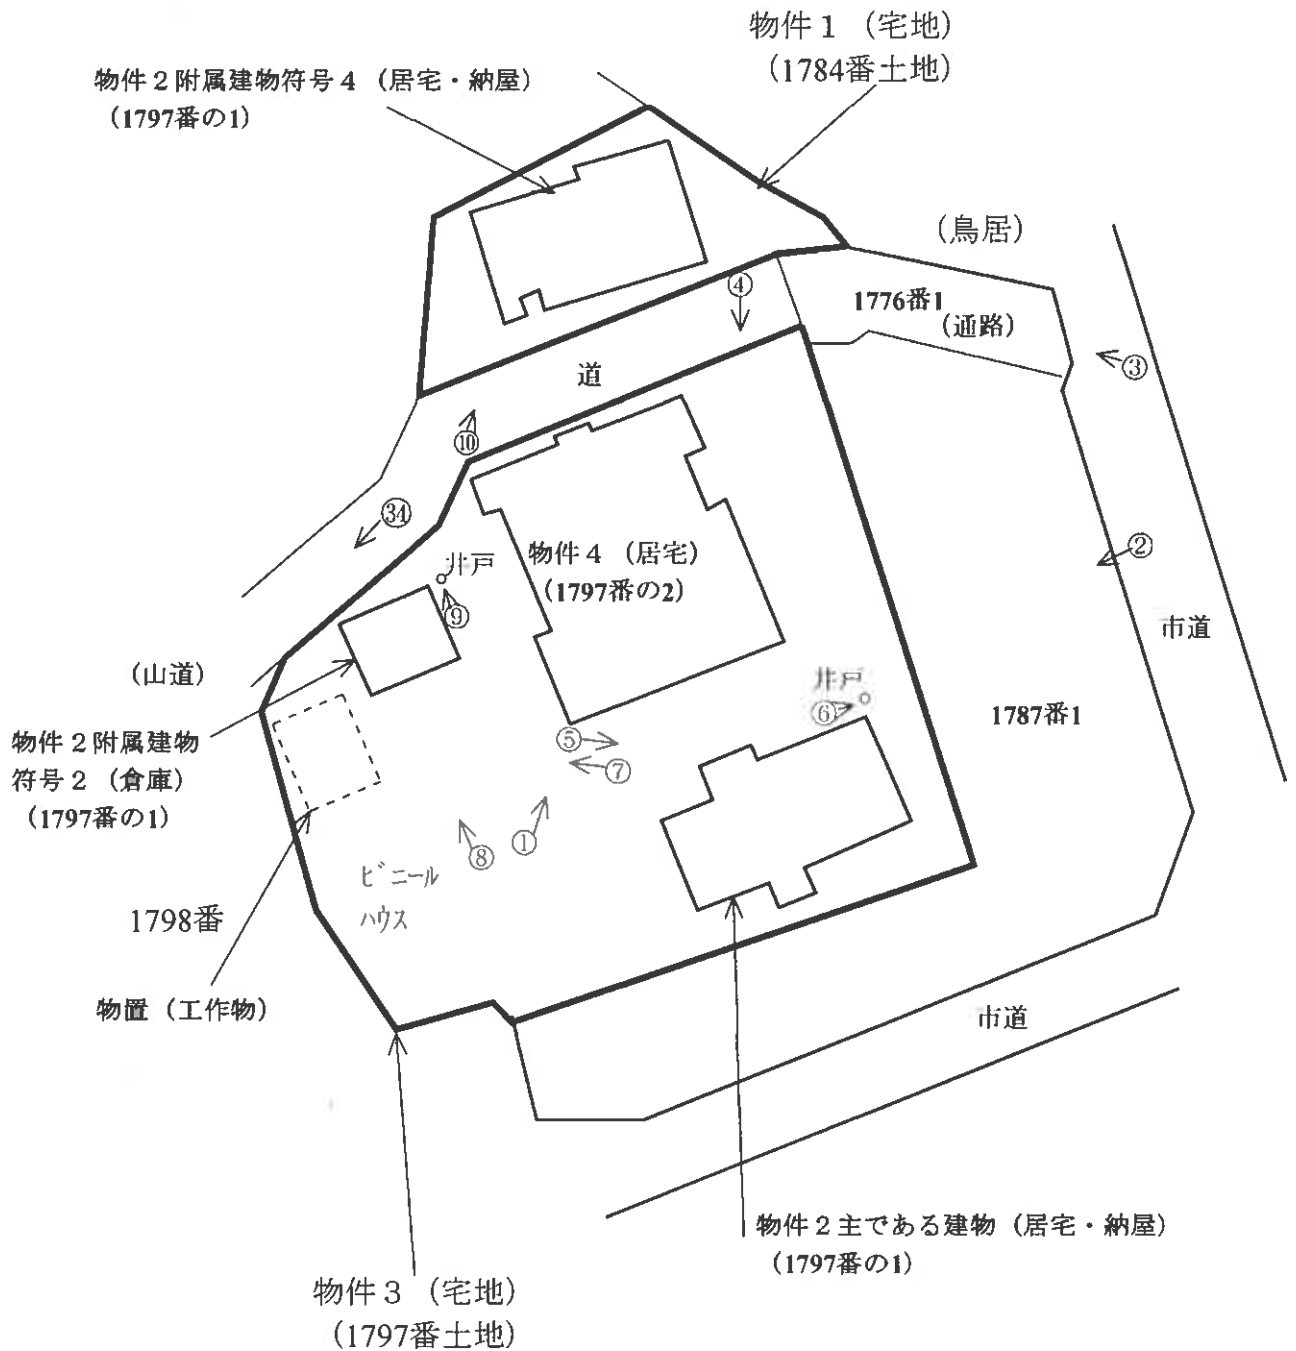 物件1（宅地）
（1784番土地）
物件2附属建物符号4（居宅・納屋）
（1797番の1）
（鳥居）
④
1776番1
（通路）
③
道
⑩
㉞
②
井戸
物件4（居宅）
（1797番の2）
⑨
市道
（山道）
井戸
⑥
1787番1
物件2附属建物
符号2（倉庫）
（1797番の1）
⑤
⑦
①
⑧
ビニール
ハウス
1798番
物置（工作物）
市道
物件2主である建物（居宅・納屋）
（1797番の1）
物件3（宅地）
（1797番土地）